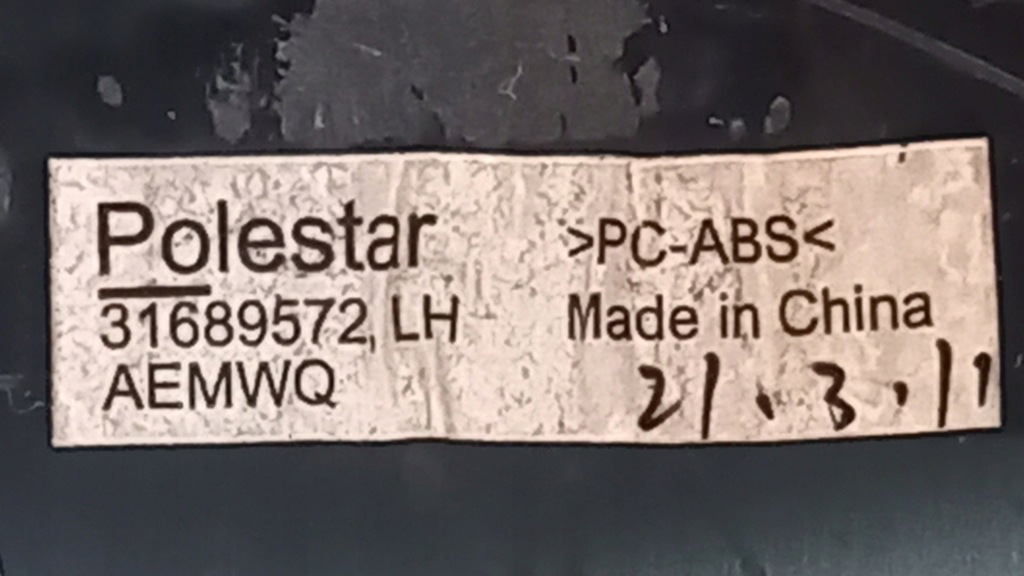 Polestar >PC-ABS<
31689572, LH Made in China
AEMWQ 21.3.11